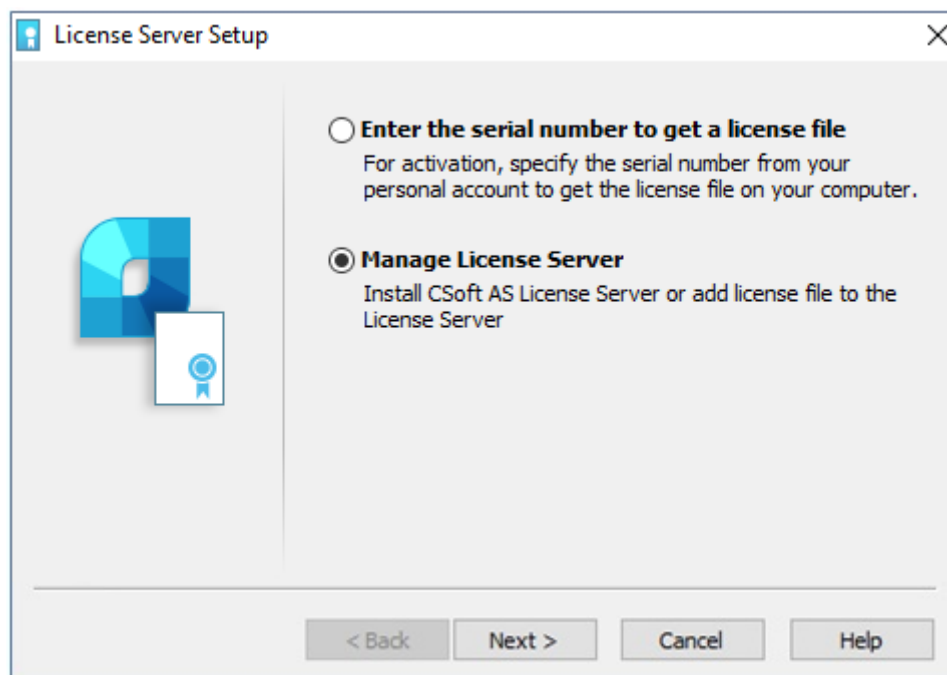 License Server Setup
Enter the serial number to get a license file
For activation, specify the serial number from your
personal account to get the license file on your computer.
Manage License Server
Install CSoft AS License Server or add license file to the
License Server
< Back Next > Cancel Help